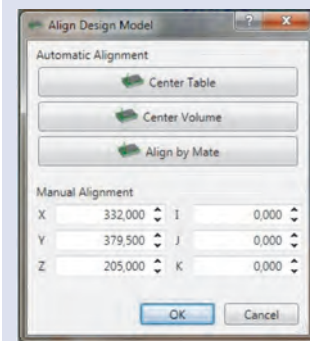 Align Design Model
Automatic Alignment
Center Table
Center Volume
Align by Mate
Manual Alignment
X 332,000 I 0,000
Y 379,500 J 0,000
Z 205,000 K 0,000
OK Cancel